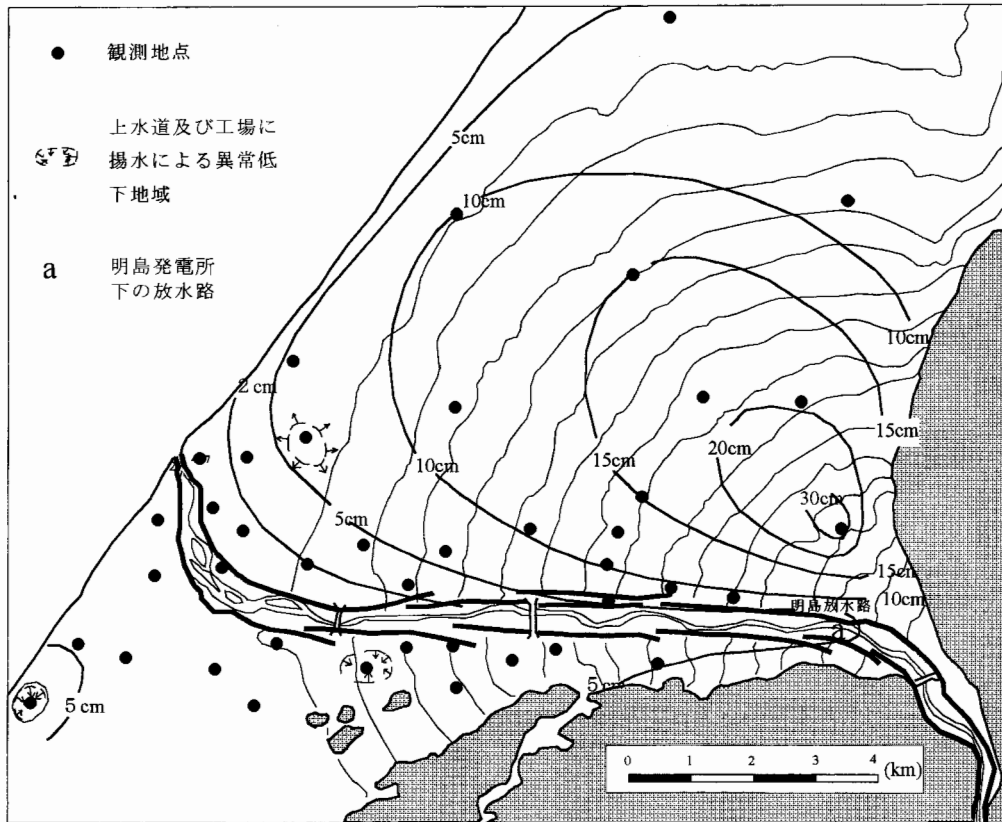 観測地点
上水道及び工場に
揚水による異常低
下地域
a
明島発電所
下の放水路
5cm
10cm
10cm
2 cm
15cm
20cm
10cm
15cm
30cm
5cm
15cm
10cm
明島放水路
a
5 cm
5 cm
0 1 2 3 4 (km)